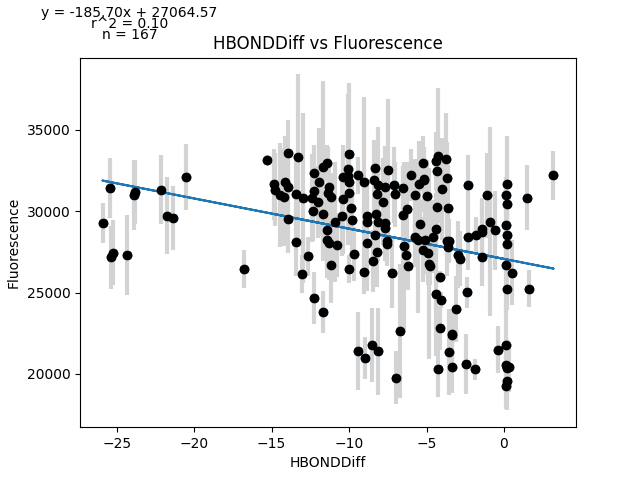 y = -185.70x + 27064.57
r^2 = 0.10
n = 167
HBONDDiff vs Fluorescence
35000
30000
25000
20000
Fluorescence
−25 −20 −15 −10 −5 0
HBONDDiff